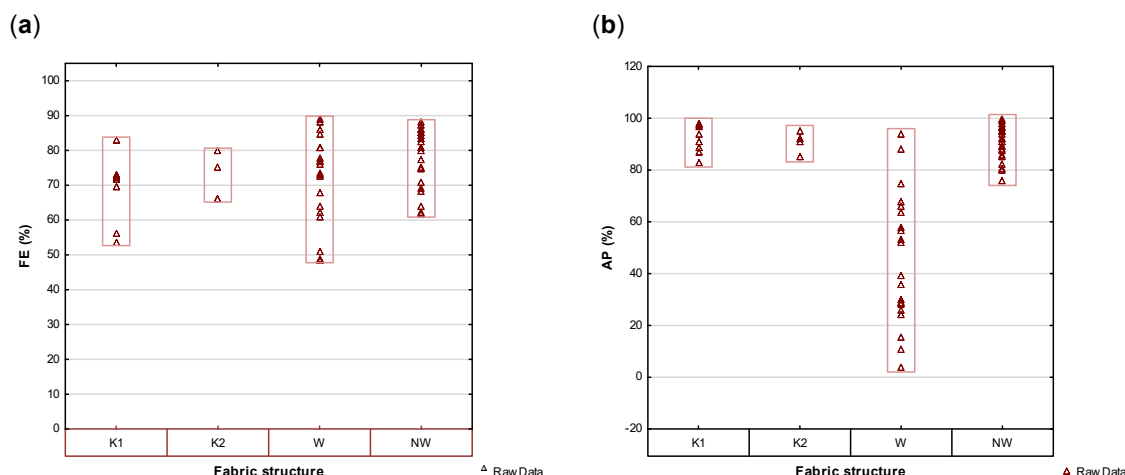 (a)
(b)
FE (%)
100
90
80
70
60
50
40
30
20
10
0
K1 K2 W NW
Fabric structure
Raw Data
AP (%)
120
100
80
60
40
20
0
-20
K1 K2 W NW
Fabric structure
Raw Data